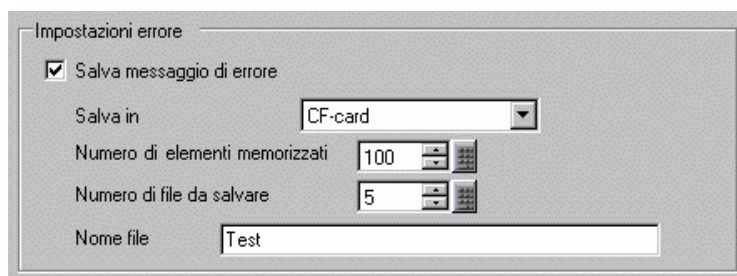 Impostazioni errore
Salva messaggio di errore
Salva in CF-card
Numero di elementi memorizzati 100
Numero di file da salvare 5
Nome file Test